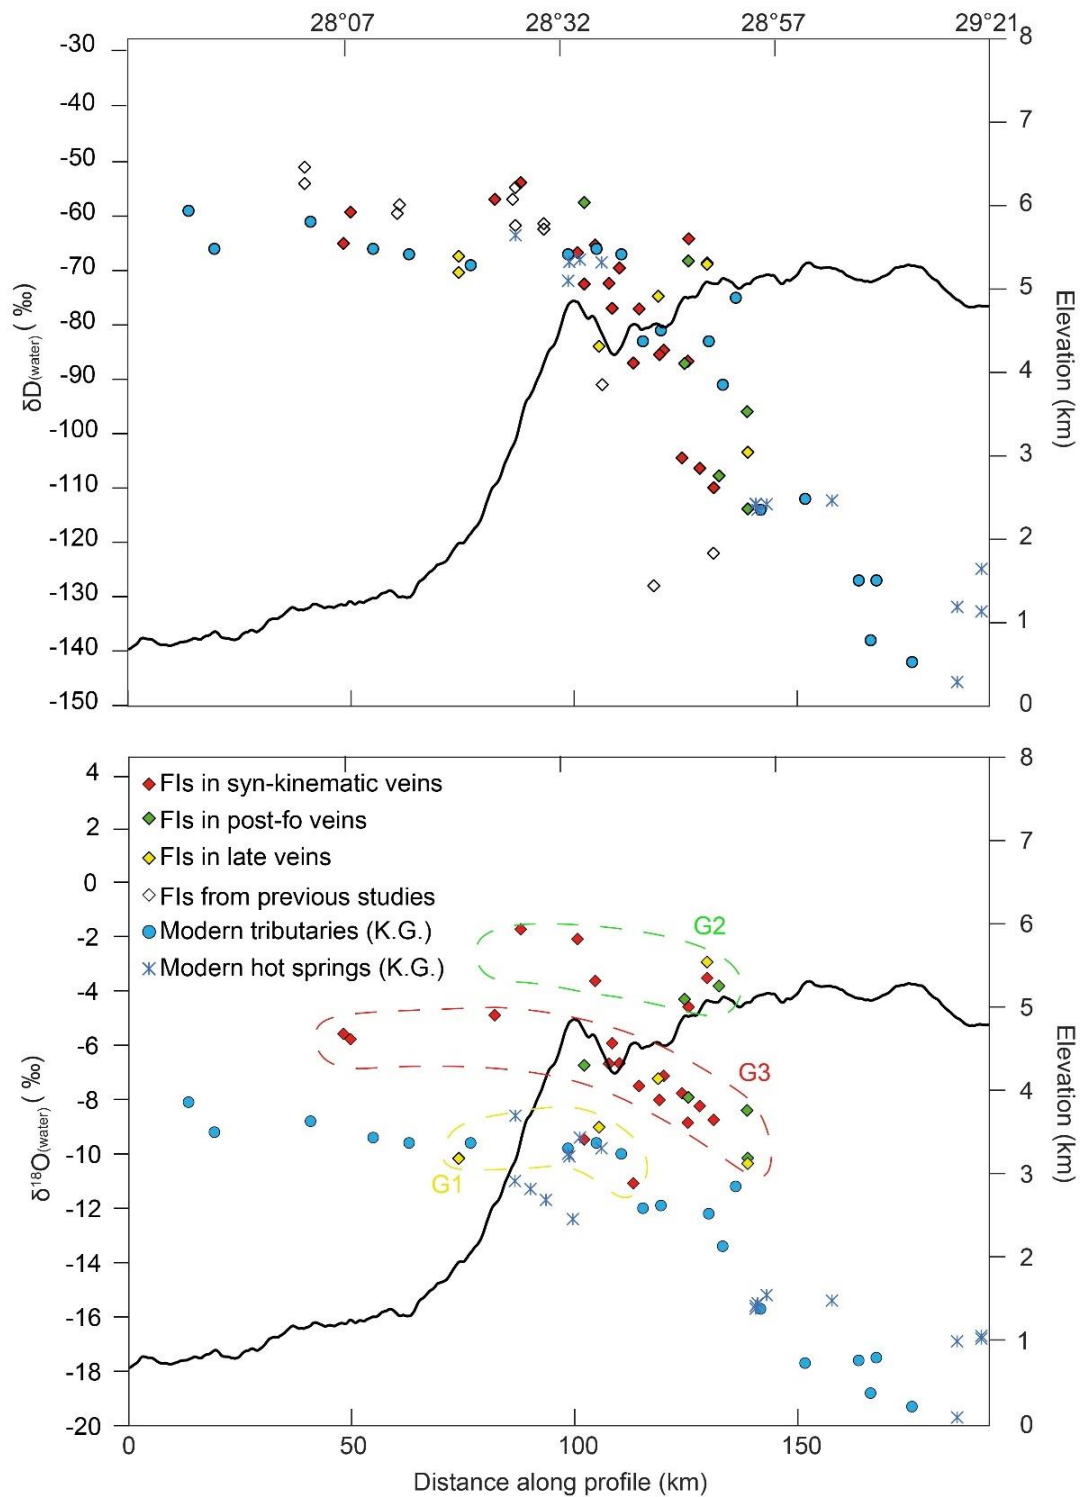 28°07 28°32 28°57 29°21
-30
-40
-50
-60
-70
-80
-90
-100
-110
-120
-130
-140
-150
δD(water) ( ‰)
8
7
6
5
4
3
2
1
0
Elevation (km)
4
2
0
-2
-4
-6
-8
-10
-12
-14
-16
-18
-20
δ18O(water) ( ‰)
FIs in syn-kinematic veins
FIs in post-fo veins
FIs in late veins
FIs from previous studies
Modern tributaries (K.G.)
Modern hot springs (K.G.)
G2
G3
G1
8
7
6
5
4
3
2
1
0
Elevation (km)
0 50 100 150
Distance along profile (km)